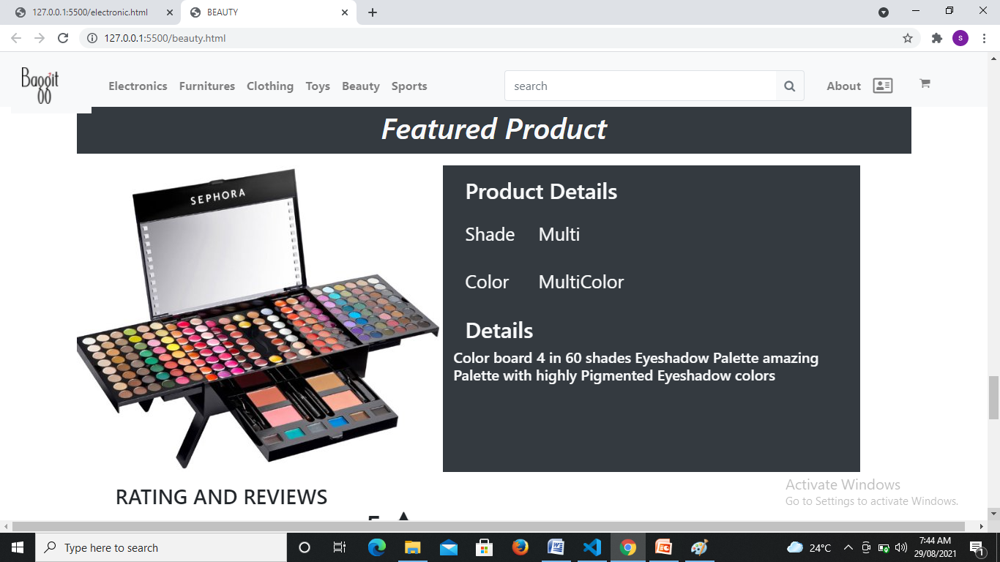 127.0.0.1:5500/electronic.html
BEAUTY
127.0.0.1:5500/beauty.html
S
Baggit
Electronics Furnitures Clothing Toys Beauty Sports search About
Featured Product
SEPHORA
Product Details
Shade Multi
Color MultiColor
Details
Color board 4 in 60 shades Eyeshadow Palette amazing
Palette with highly Pigmented Eyeshadow colors
RATING AND REVIEWS
Activate Windows
Go to Settings to activate Windows.
Type here to search
24°C
7:44 AM
29/08/2021
1